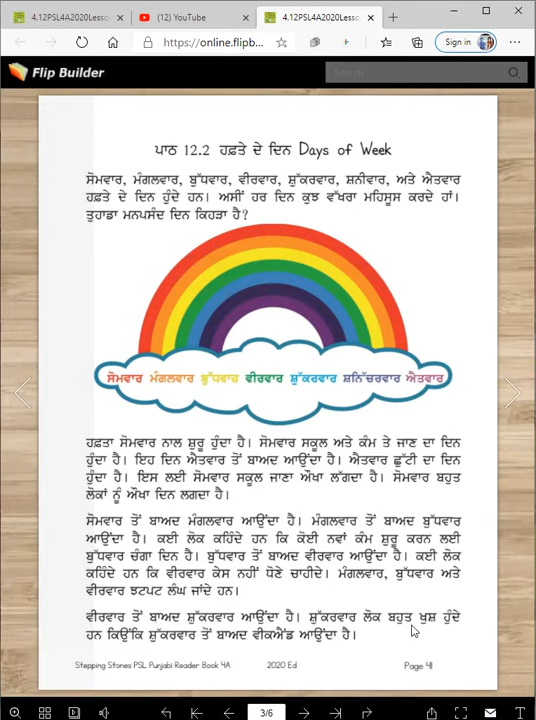 4.12PSL4A2020Lesso
(12) YouTube
4.12PSL4A2020Lesso
https://online.flipb
Sign in
Flip Builder
Search
ਪਾਠ 12.2 ਹਫ਼ਤੇ ਦੇ ਦਿਨ Days of Week
ਸੋਮਵਾਰ, ਮੰਗਲਵਾਰ, ਬੁੱਧਵਾਰ, ਵੀਰਵਾਰ, ਸ਼ੁੱਕਰਵਾਰ, ਸ਼ਨੀਵਾਰ, ਅਤੇ ਐਤਵਾਰ
ਹਫ਼ਤੇ ਦੇ ਦਿਨ ਹੁੰਦੇ ਹਨ। ਅਸੀਂ ਹਰ ਦਿਨ ਕੁਝ ਵੱਖਰਾ ਮਹਿਸੂਸ ਕਰਦੇ ਹਾਂ।
ਤੁਹਾਡਾ ਮਨਪਸੰਦ ਦਿਨ ਕਿਹੜਾ ਹੈ?
ਸੋਮਵਾਰ ਮੰਗਲਵਾਰ ਬੁੱਧਵਾਰ ਵੀਰਵਾਰ ਸ਼ੁੱਕਰਵਾਰ ਸ਼ਨਿੱਚਰਵਾਰ ਐਤਵਾਰ
ਹਫ਼ਤਾ ਸੋਮਵਾਰ ਨਾਲ ਸ਼ੁਰੂ ਹੁੰਦਾ ਹੈ। ਸੋਮਵਾਰ ਸਕੂਲ ਅਤੇ ਕੰਮ ਤੇ ਜਾਣ ਦਾ ਦਿਨ
ਹੁੰਦਾ ਹੈ। ਇਹ ਦਿਨ ਐਤਵਾਰ ਤੋਂ ਬਾਅਦ ਆਉਂਦਾ ਹੈ। ਐਤਵਾਰ ਛੁੱਟੀ ਦਾ ਦਿਨ
ਹੁੰਦਾ ਹੈ। ਇਸ ਲਈ ਸੋਮਵਾਰ ਸਕੂਲ ਜਾਣਾ ਔਖਾ ਲੱਗਦਾ ਹੈ। ਸੋਮਵਾਰ ਬਹੁਤ
ਲੋਕਾਂ ਨੂੰ ਔਖਾ ਦਿਨ ਲਗਦਾ ਹੈ।
ਸੋਮਵਾਰ ਤੋਂ ਬਾਅਦ ਮੰਗਲਵਾਰ ਆਉਂਦਾ ਹੈ। ਮੰਗਲਵਾਰ ਤੋਂ ਬਾਅਦ ਬੁੱਧਵਾਰ
ਆਉਂਦਾ ਹੈ। ਕਈ ਲੋਕ ਕਹਿੰਦੇ ਹਨ ਕਿ ਕੋਈ ਨਵਾਂ ਕੰਮ ਸ਼ੁਰੂ ਕਰਨ ਲਈ
ਬੁੱਧਵਾਰ ਚੰਗਾ ਦਿਨ ਹੈ। ਬੁੱਧਵਾਰ ਤੋਂ ਬਾਅਦ ਵੀਰਵਾਰ ਆਉਂਦਾ ਹੈ। ਕਈ ਲੋਕ
ਕਹਿੰਦੇ ਹਨ ਕਿ ਵੀਰਵਾਰ ਕੇਸ ਨਹੀਂ ਧੋਣੇ ਚਾਹੀਦੇ। ਮੰਗਲਵਾਰ, ਬੁੱਧਵਾਰ ਅਤੇ
ਵੀਰਵਾਰ ਝਟਪਟ ਲੰਘ ਜਾਂਦੇ ਹਨ।
ਵੀਰਵਾਰ ਤੋਂ ਬਾਅਦ ਸ਼ੁੱਕਰਵਾਰ ਆਉਂਦਾ ਹੈ। ਸ਼ੁੱਕਰਵਾਰ ਲੋਕ ਬਹੁਤ ਖੁਸ਼ ਹੁੰਦੇ
ਹਨ ਕਿਉਂਕਿ ਸ਼ੁੱਕਰਵਾਰ ਤੋਂ ਬਾਅਦ ਵੀਕਐਂਡ ਆਉਂਦਾ ਹੈ।
Stepping Stones PSL Punjabi Reader Book 4A 2020 Ed Page 41
3/6